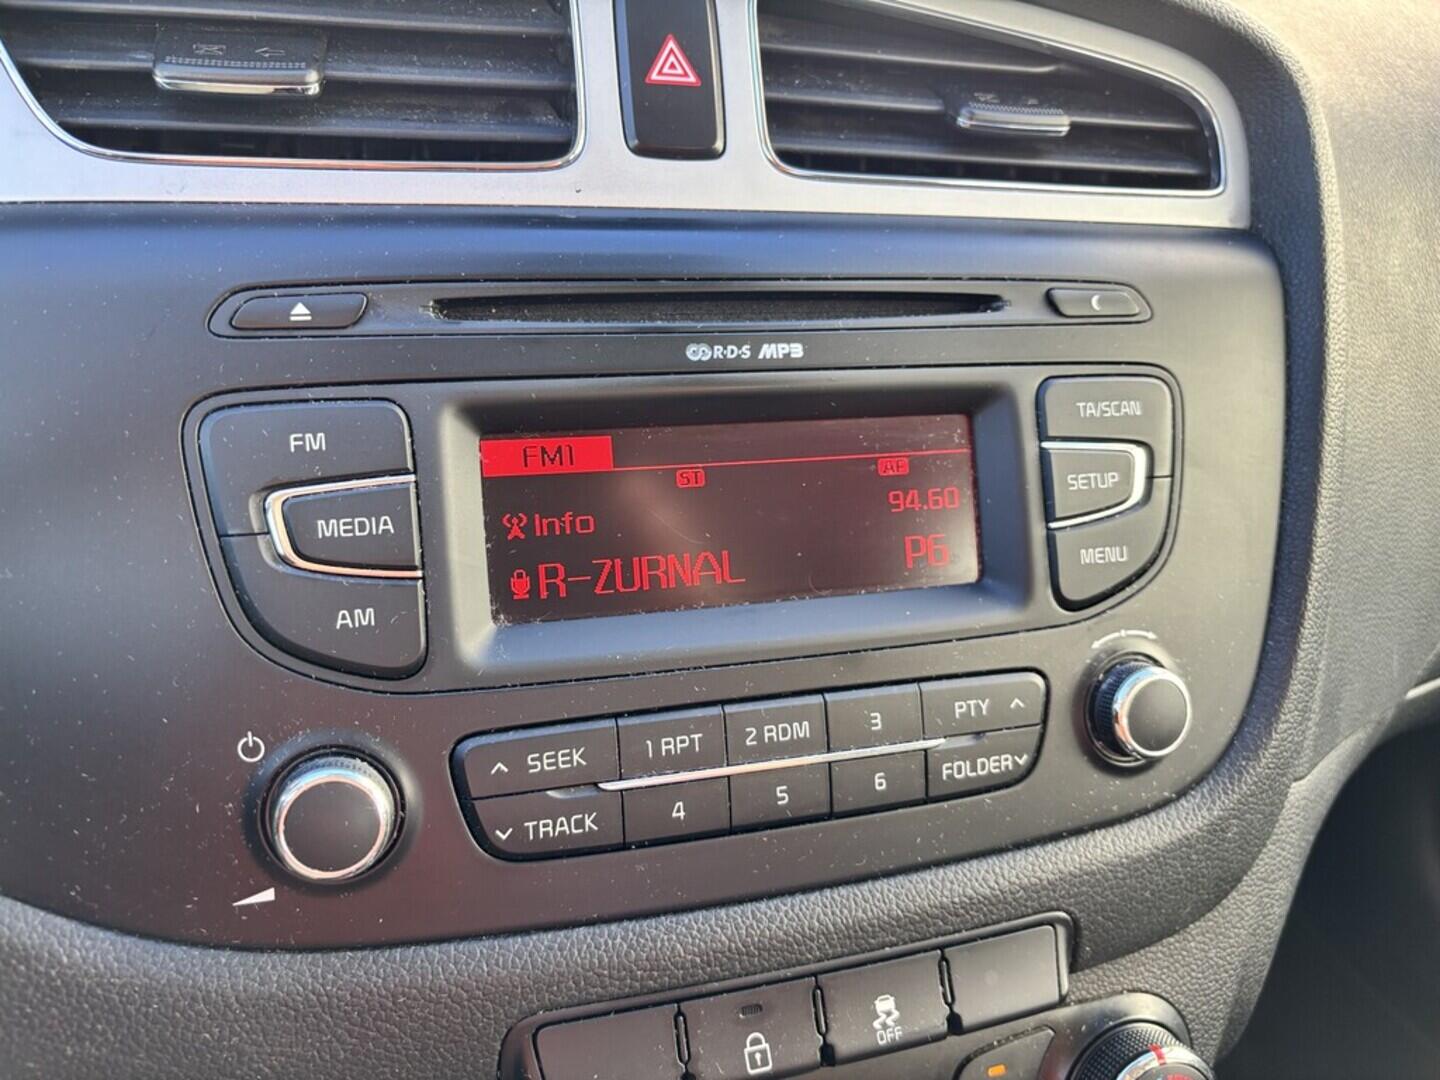 R·D·S MP3
FM
MEDIA
AM
FM1
ST
AF
94.60
Info
R-ZURNAL
P6
TA/SCAN
SETUP
MENU
SEEK
1 RPT
2 RDM
3
PTY
TRACK
4
5
6
FOLDER
OFF